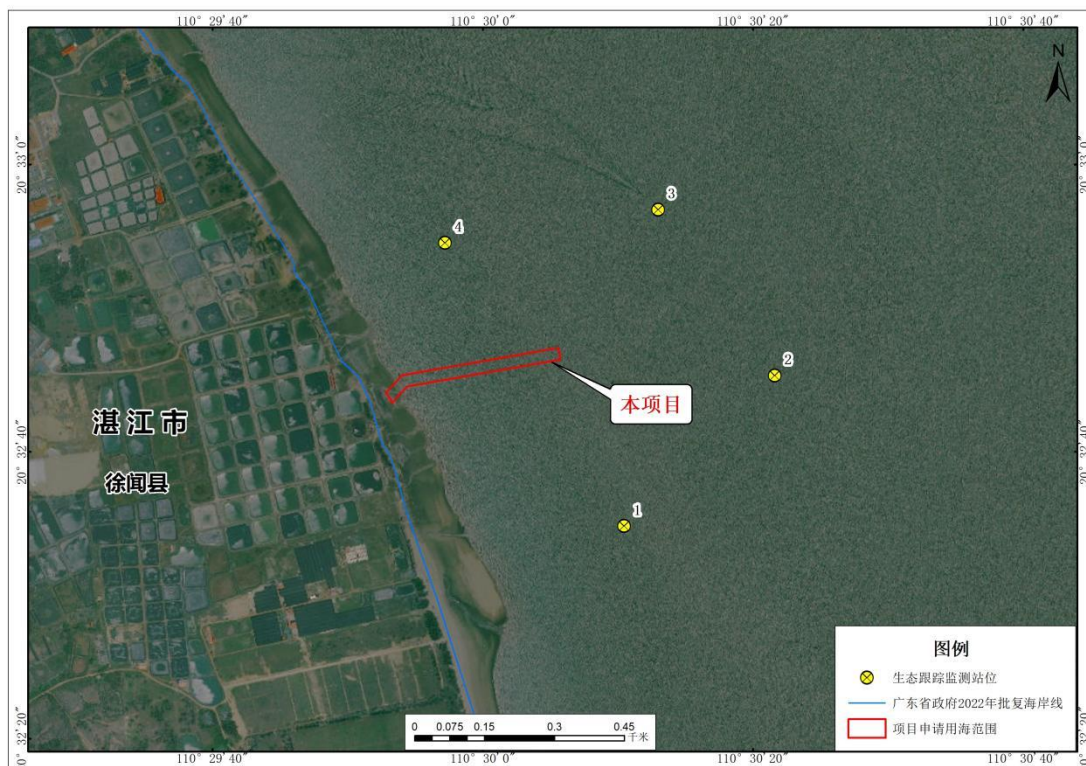 110° 29′40″
110° 30′0″
110° 30′20″
110° 30′40″
N
20° 33′0″
20° 33′0″
3
4
2
本项目
湛江市
徐闻县
20° 32′40″
20° 32′40″
1
图例
生态跟踪监测站位
广东省政府2022年批复海岸线
项目申请用海范围
0 0.075 0.15 0.3 0.45
千米
20° 32′20″
20° 32′20″
110° 29′40″
110° 30′0″
110° 30′20″
110° 30′40″